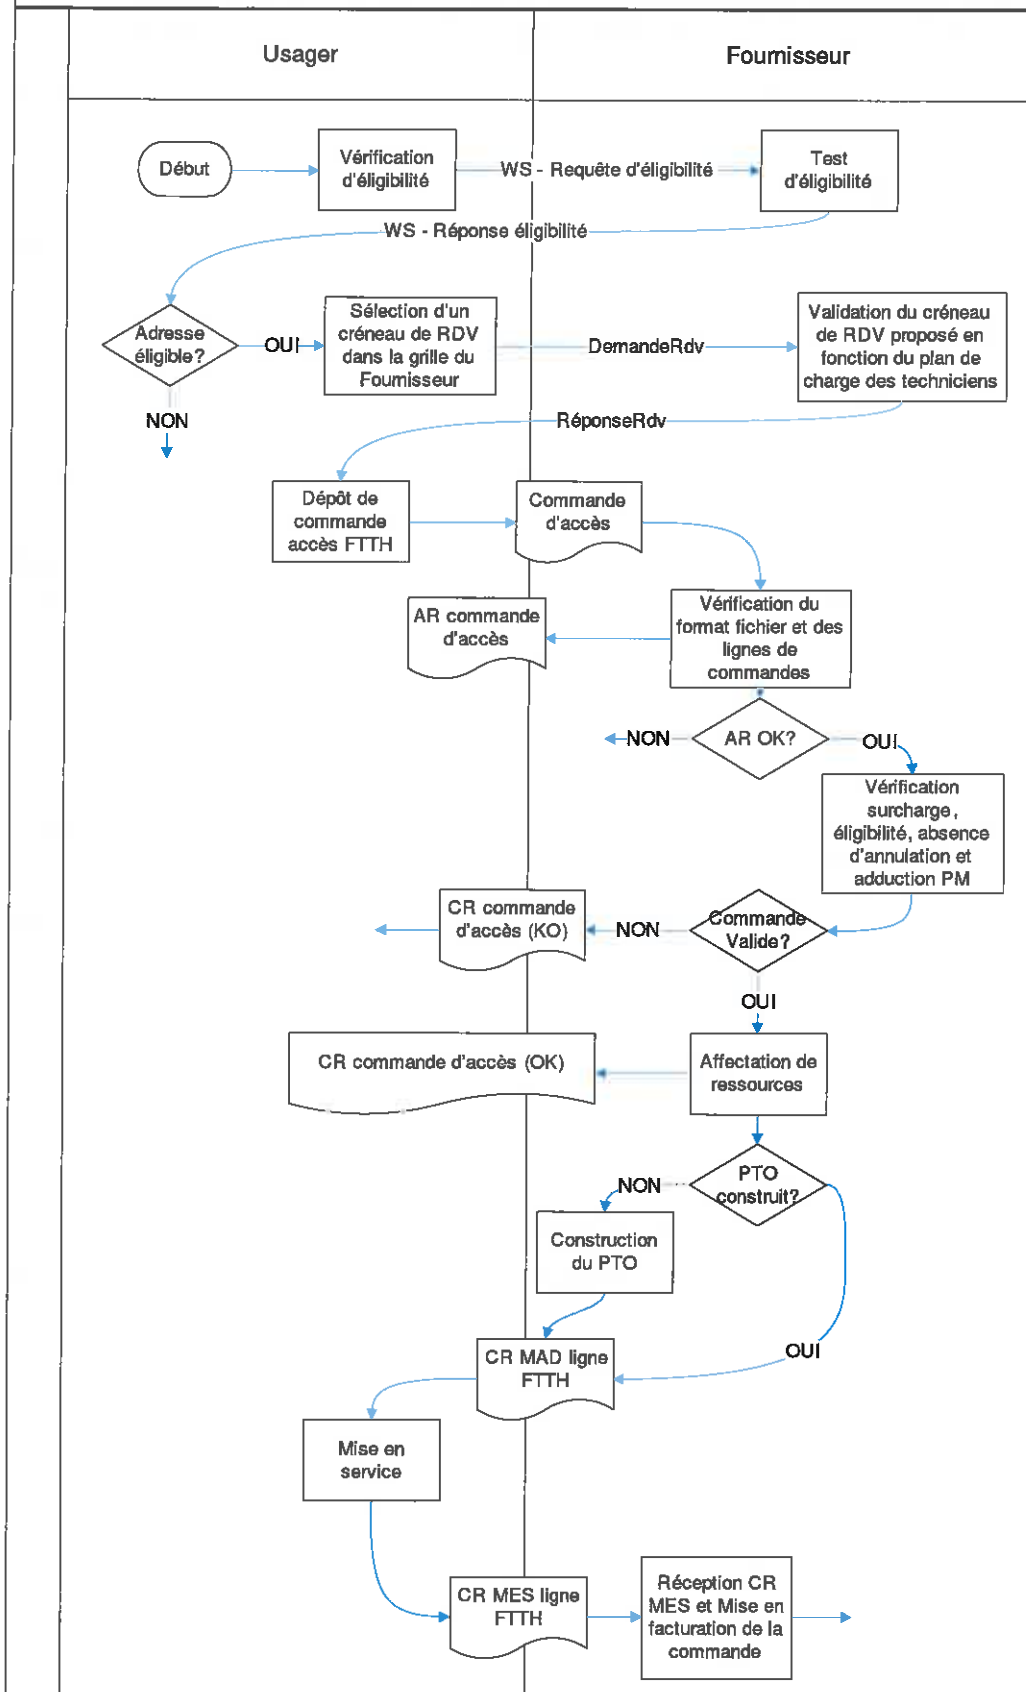 Usager
Fournisseur
Début
Vérification
d'éligibilité
WS - Requête d'éligibilité
Test
d'éligibilité
WS - Réponse éligibilité
Adresse
éligible?
OUI
Sélection d'un
créneau de RDV
dans la grille du
Fournisseur
DemandeRdv
Validation du créneau
de RDV proposé en
fonction du plan de
charge des techniciens
NON
RéponseRdv
Dépôt de
commande
accès FTTH
Commande
d'accès
AR commande
d'accès
Vérification du
format fichier et des
lignes de
commandes
NON
AR OK?
OUI
Vérification
surcharge,
éligibilité, absence
d'annulation et
adduction PM
CR commande
d'accès (KO)
NON
Commande
Valide?
OUI
CR commande d'accès (OK)
Affectation de
ressources
NON
PTO
construit?
Construction
du PTO
OUI
CR MAD ligne
FTTH
Mise en
service
CR MES ligne
FTTH
Réception CR
MES et Mise en
facturation de la
commande